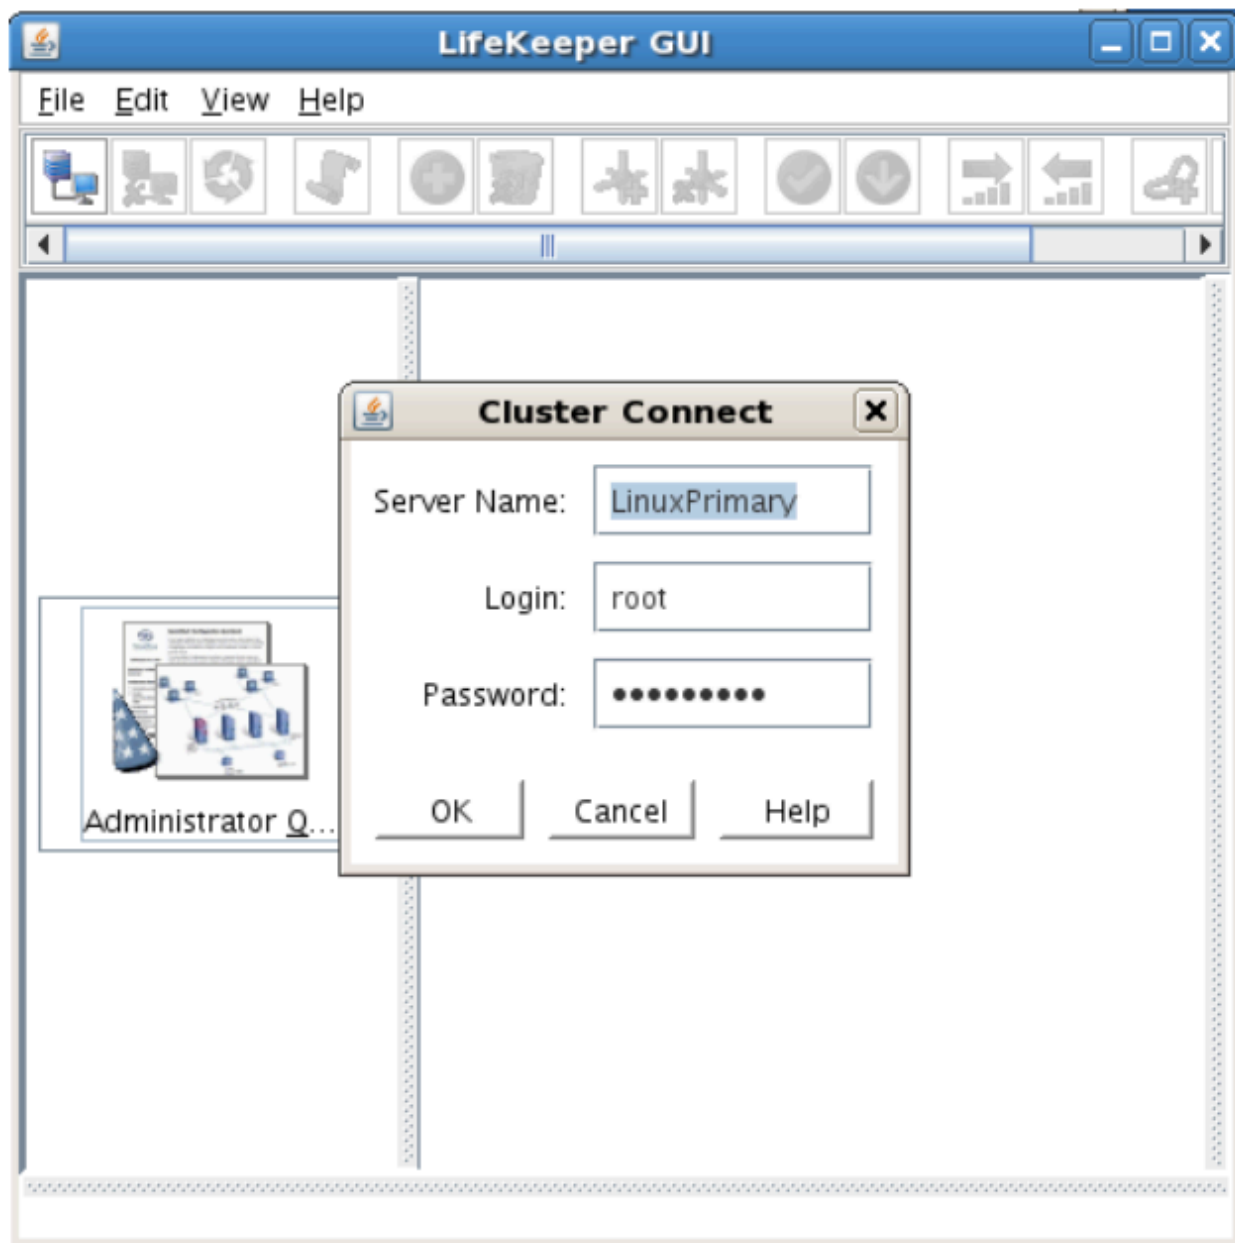 LifeKeeper GUI
File Edit View Help
Cluster Connect
Server Name: LinuxPrimary
Login: root
Password: •••••••••
OK Cancel Help
Administrator Q...